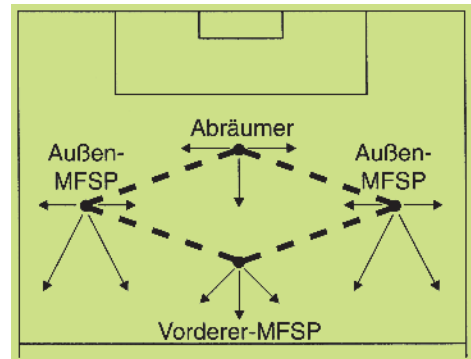 Abräumer
Außen-
MFSP
Außen-
MFSP
Vorderer-MFSP